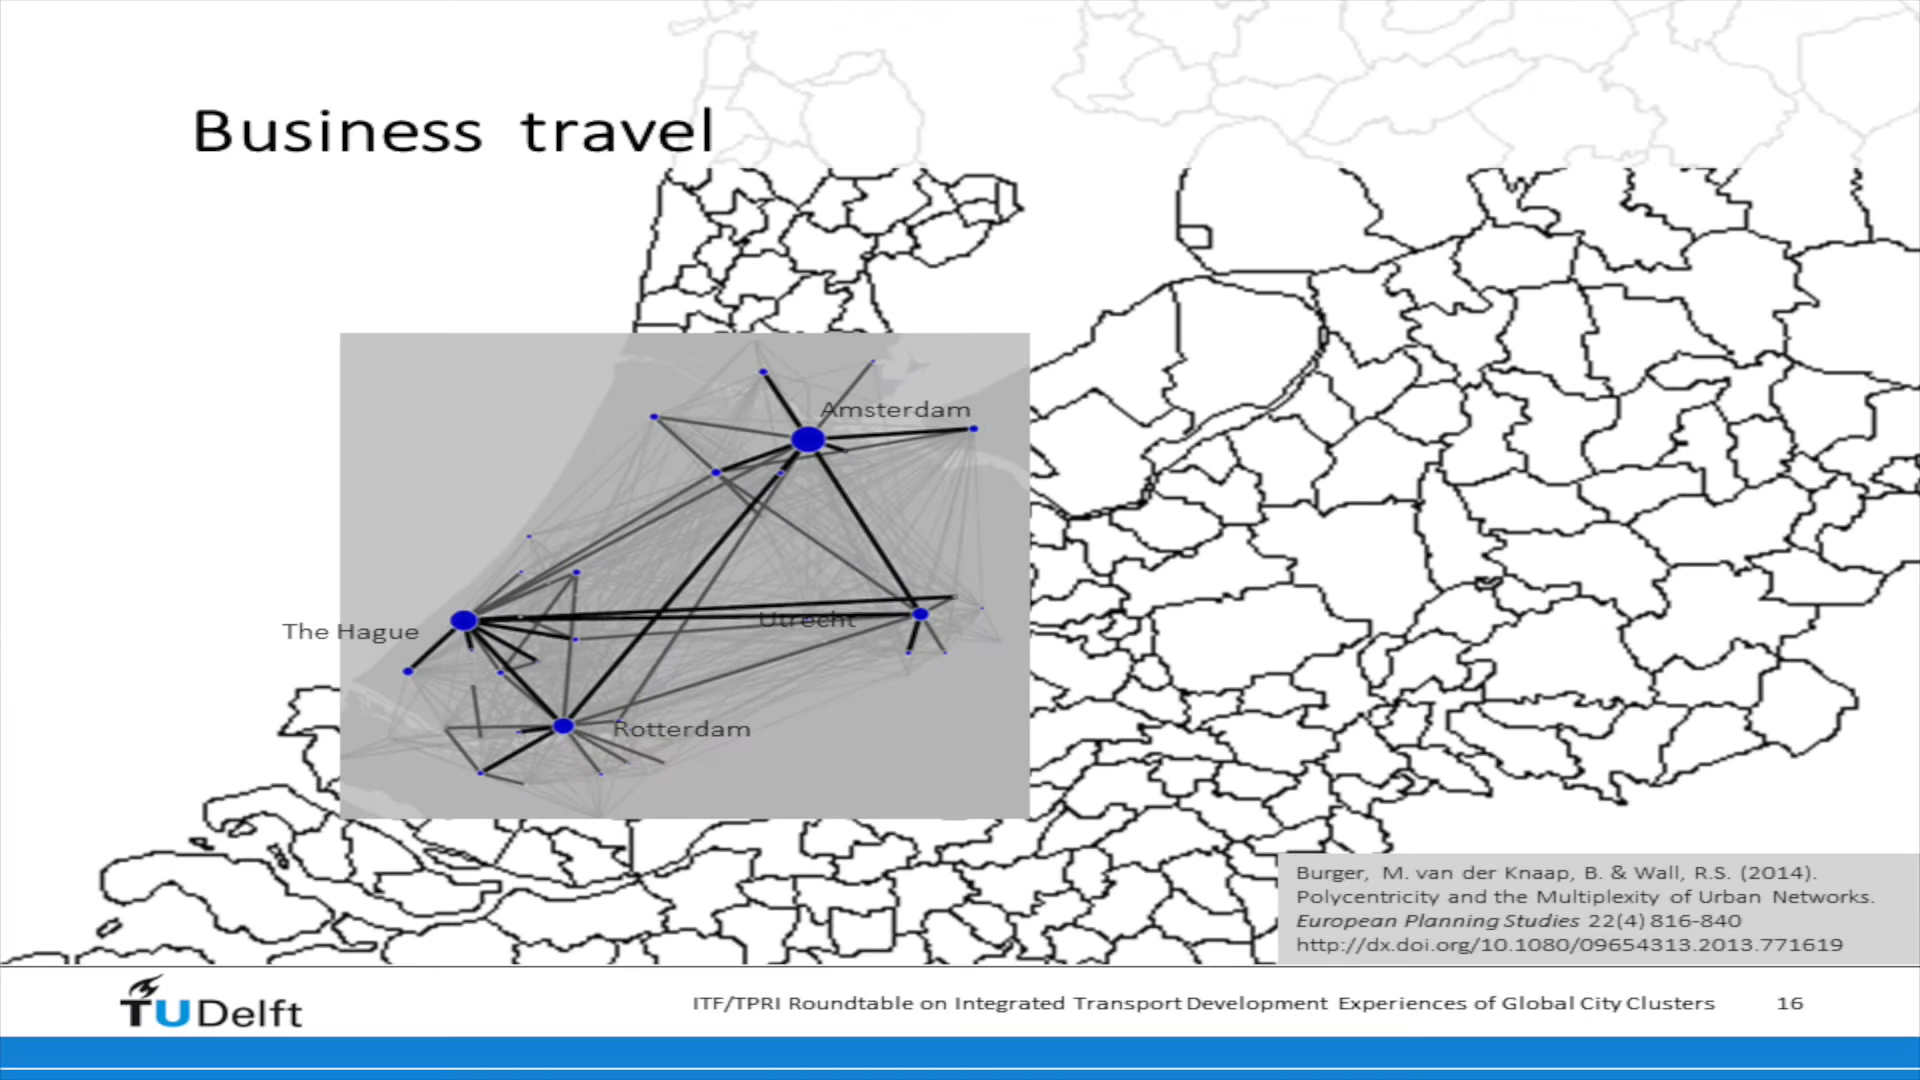 Business travel
Amsterdam
Utrecht
The Hague
Rotterdam
Burger, M. van der Knaap, B. & Wall, R.S. (2014).
Polycentricity and the Multiplexity of Urban Networks.
European Planning Studies 22(4) 816-840
http://dx.doi.org/10.1080/09654313.2013.771619
TU Delft
ITF/TPRI Roundtable on Integrated Transport Development Experiences of Global City Clusters
16